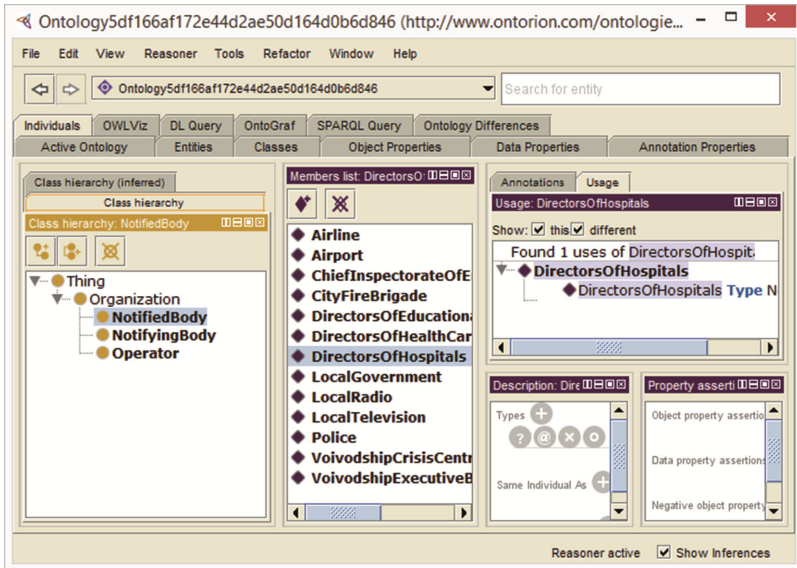 Ontology5df166af172e44d2ae50d164d0b6d846 (http://www.ontorion.com/ontologie...
File Edit View Reasoner Tools Refactor Window Help
Ontology5df166af172e44d2ae50d164d0b6d846
Search for entity
Individuals OWLViz DL Query OntoGraf SPARQL Query Ontology Differences
Active Ontology Entities Classes Object Properties Data Properties Annotation Properties
Class hierarchy (inferred)
Class hierarchy
Class hierarchy: NotifiedBody
Thing
Organization
NotifiedBody
NotifyingBody
Operator
Members list: DirectorsO
Airline
Airport
ChiefInspectorateOfE
CityFireBrigade
DirectorsOfEducationa
DirectorsOfHealthCar
DirectorsOfHospitals
LocalGovernment
LocalRadio
LocalTelevision
Police
VoivodshipCrisisCent
VoivodshipExecutiveB
Annotations Usage
Usage: DirectorsOfHospitals
Show: this different
Found 1 uses of DirectorsOfHospit
DirectorsOfHospitals
DirectorsOfHospitals Type N
Description: Dire
Types
Same Individual As
Property asserti
Object property assertio
Data property assertions
Negative object property
Reasoner active Show Inferences